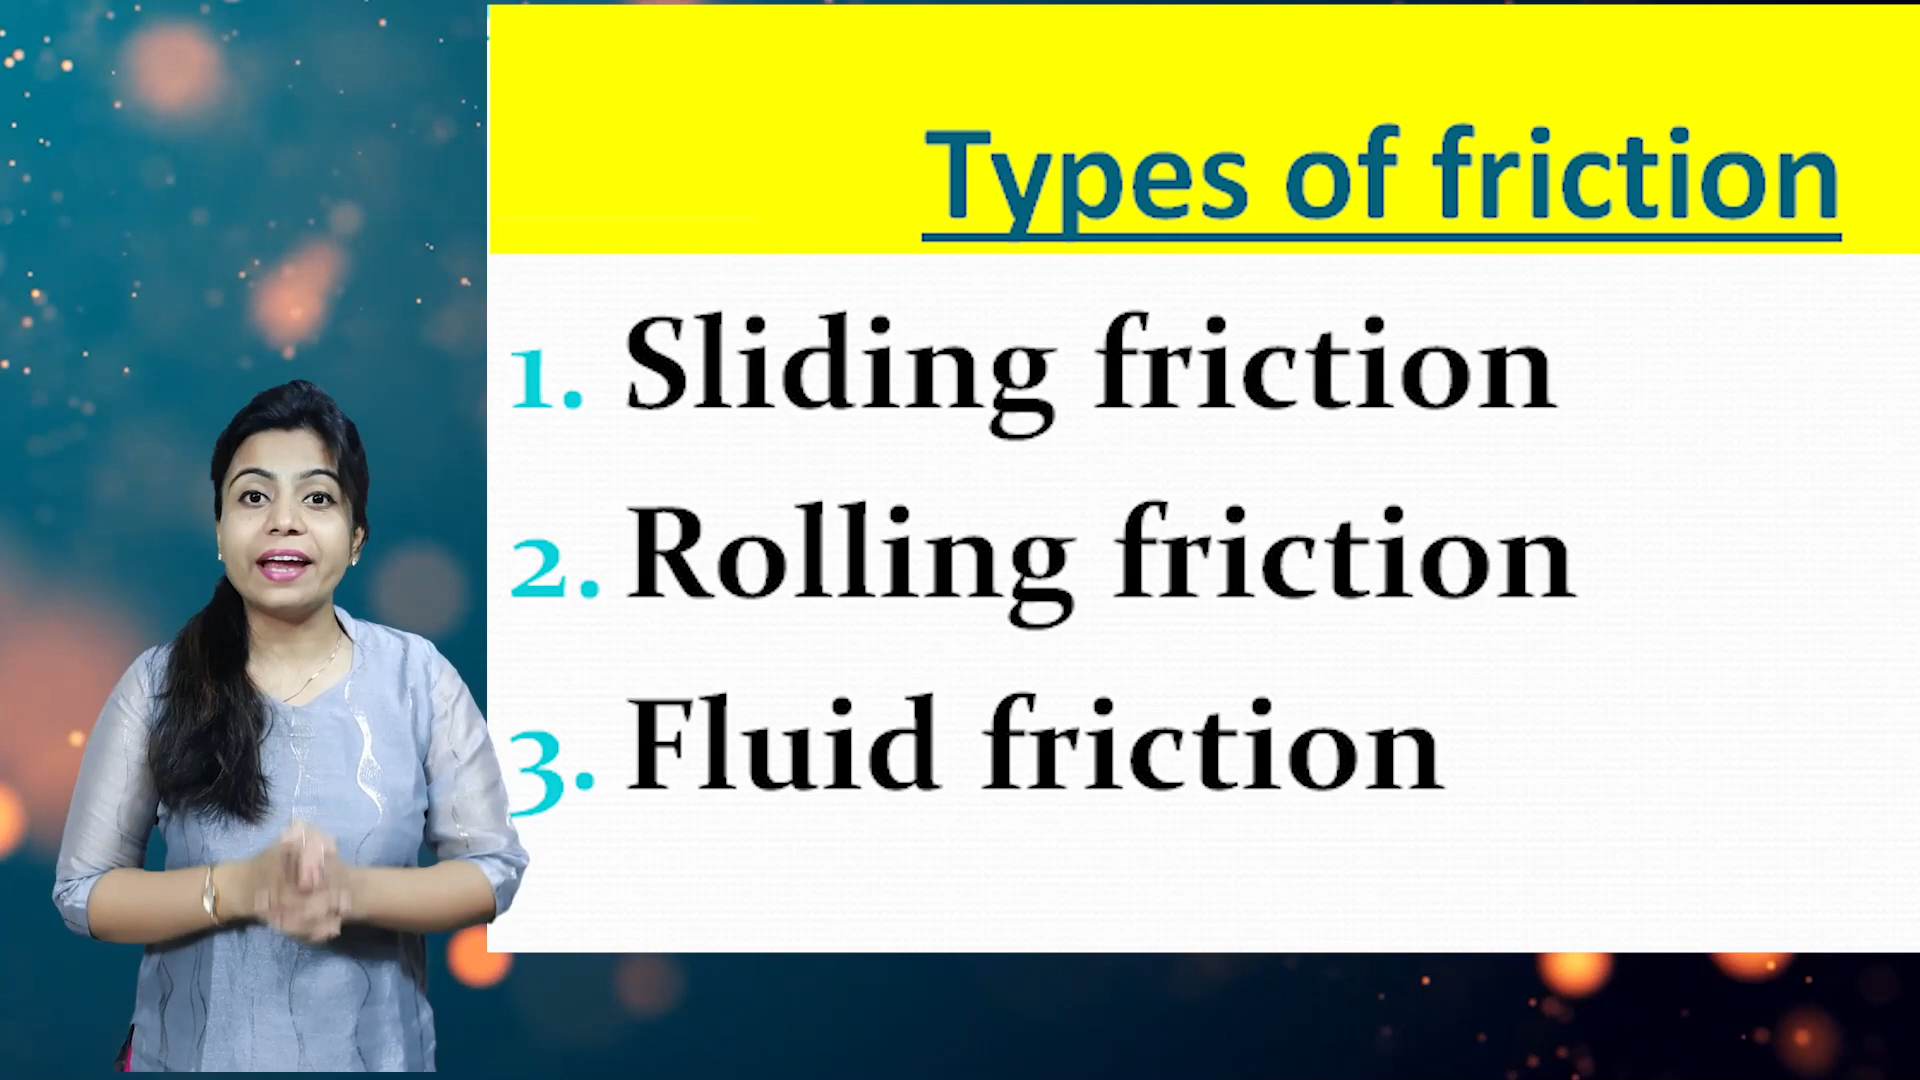 Types of friction
1. Sliding friction
2. Rolling friction
3. Fluid friction